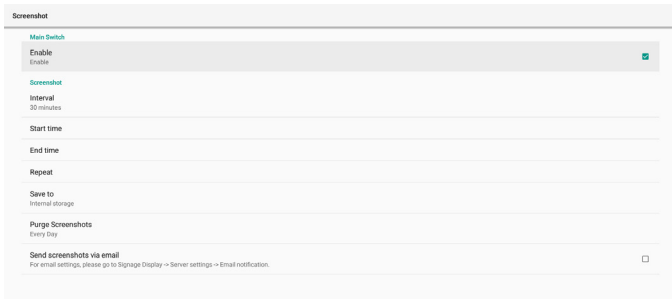 Screenshot
Main Switch
Enable
Enable
Screenshot
Interval
30 minutes
Start time
End time
Repeat
Save to
Internal storage
Purge Screenshots
Every Day
Send screenshots via email
For email settings, please go to Signage Display -> Server settings -> Email notification.